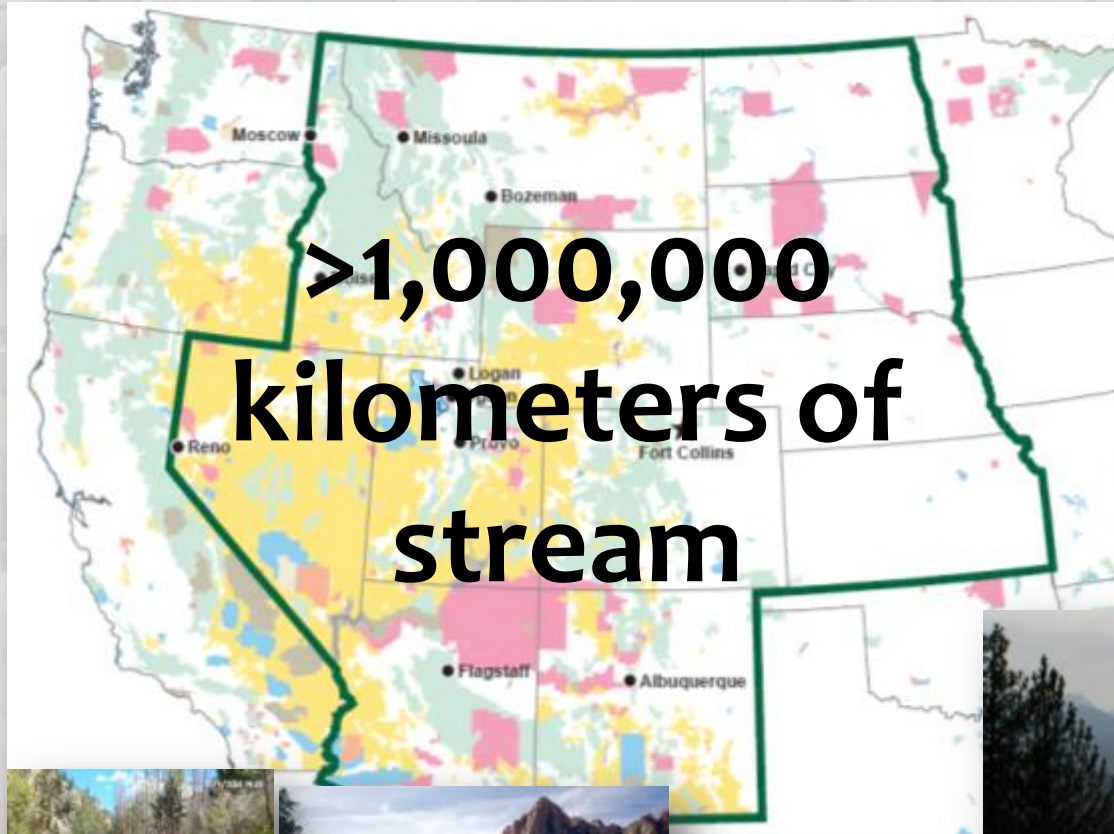 Moscow
Missoula
Bozeman
>1,000,000
kilometers of
stream
Logan
Provo
Reno
Fort Collins
Flagstaff
Albuquerque